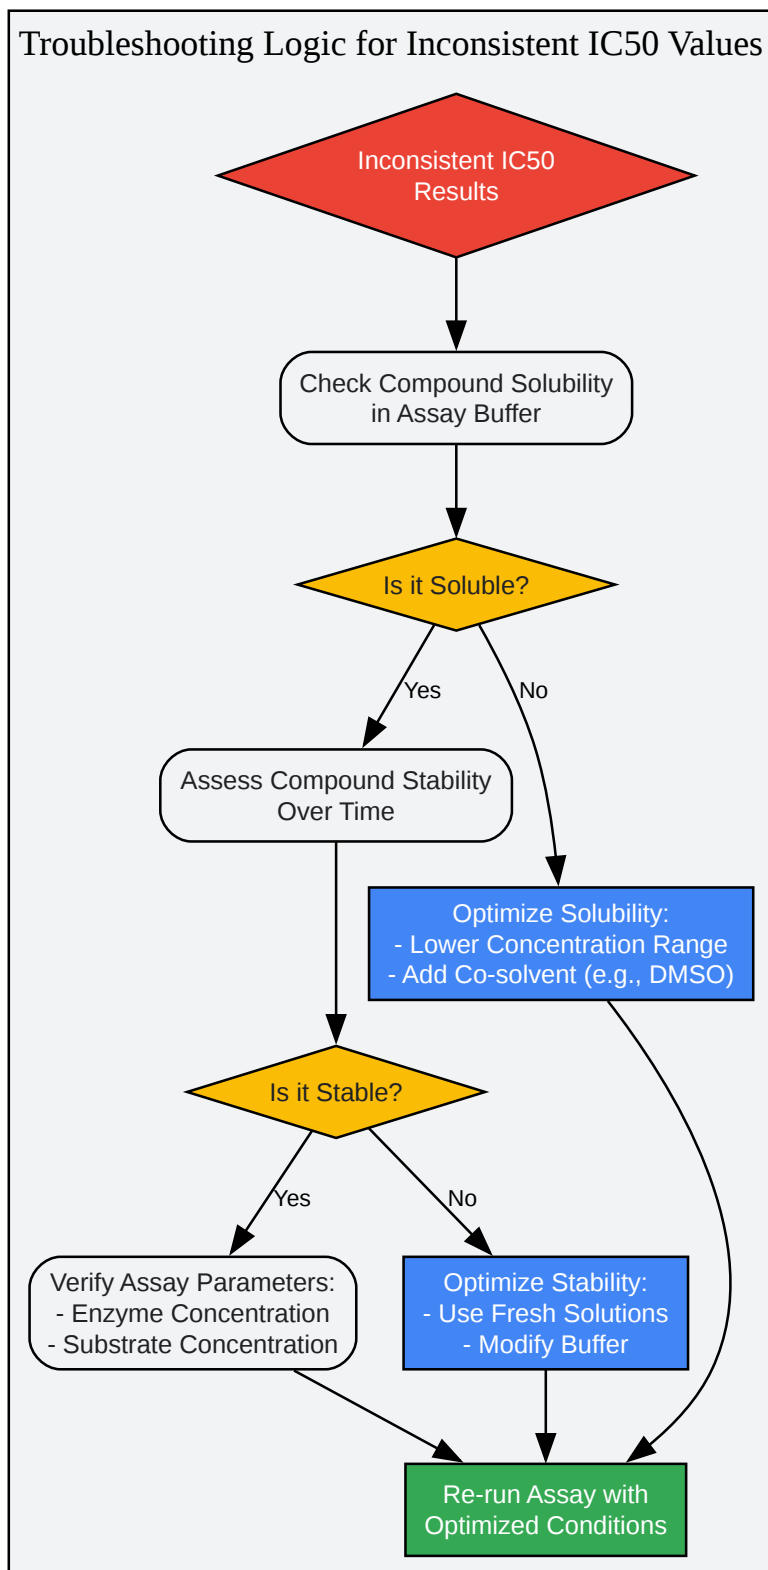 Troubleshooting Logic for Inconsistent IC50 Values
Inconsistent IC50
Results
Check Compound Solubility
in Assay Buffer
Is it Soluble?
Yes
No
Assess Compound Stability
Over Time
Optimize Solubility:
- Lower Concentration Range
- Add Co-solvent (e.g., DMSO)
Is it Stable?
Yes
No
Verify Assay Parameters:
- Enzyme Concentration
- Substrate Concentration
Optimize Stability:
- Use Fresh Solutions
- Modify Buffer
Re-run Assay with
Optimized Conditions